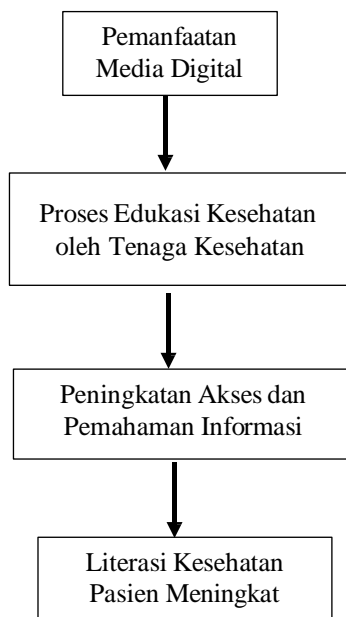 Pemanfaatan
Media Digital
Proses Edukasi Kesehatan
oleh Tenaga Kesehatan
Peningkatan Akses dan
Pemahaman Informasi
Literasi Kesehatan
Pasien Meningkat